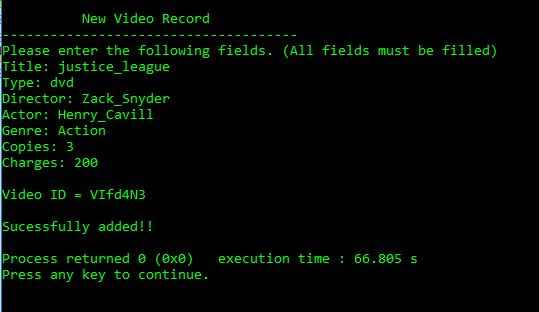 New Video Record
-------------------------------------
Please enter the following fields. (All fields must be filled)
Title: justice_league
Type: dvd
Director: Zack_Snyder
Actor: Henry_Cavill
Genre: Action
Copies: 3
Charges: 200
Video ID = VIfd4N3
Sucessfully added!!
Process returned 0 (0x0)   execution time : 66.805 s
Press any key to continue.